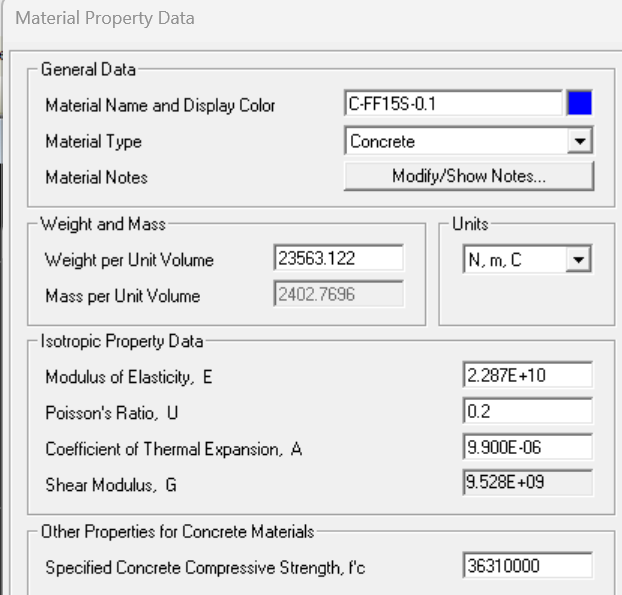 Material Property Data
General Data
Material Name and Display Color C-FF15S-0.1
Material Type Concrete
Material Notes Modify/Show Notes...
Weight and Mass
Weight per Unit Volume 23563.122
Mass per Unit Volume 2402.7696
Units
N, m, C
Isotropic Property Data
Modulus of Elasticity, E 2.287E+10
Poisson's Ratio, U 0.2
Coefficient of Thermal Expansion, A 9.900E-06
Shear Modulus, G 9.528E+09
Other Properties for Concrete Materials
Specified Concrete Compressive Strength, f'c 36310000